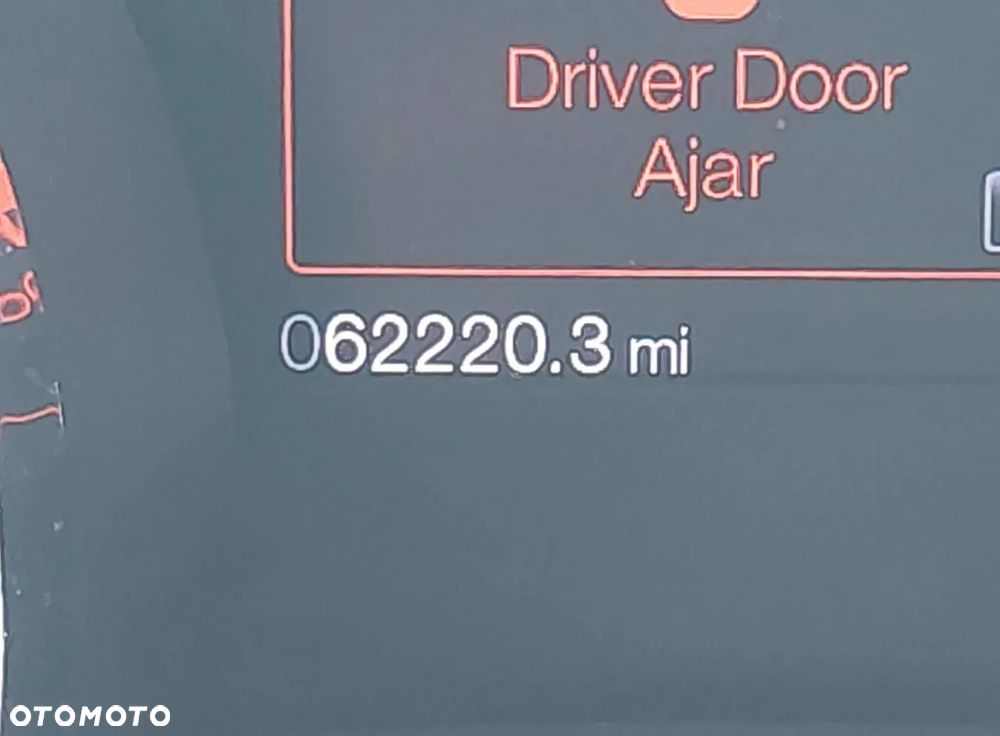 Driver Door
Ajar
062220.3 mi
OTOMOTO